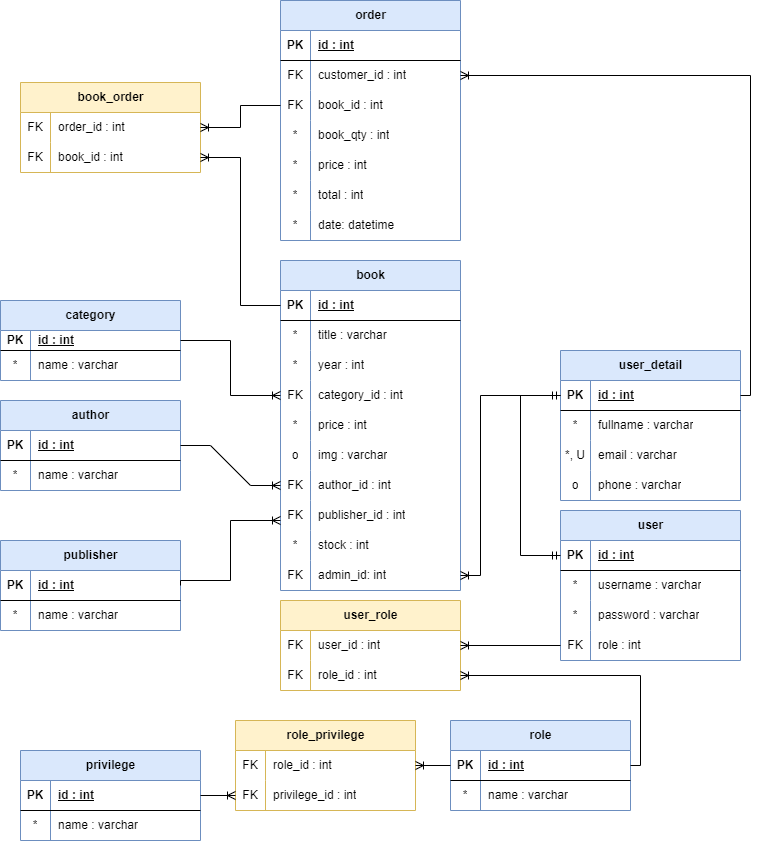 order
PK id : int
FK customer_id : int
FK book_id : int
* book_qty : int
* price : int
* total : int
* date: datetime
book_order
FK order_id : int
FK book_id : int
book
PK id : int
* title : varchar
* year : int
FK category_id : int
* price : int
o img : varchar
FK author_id : int
FK publisher_id : int
* stock : int
FK admin_id: int
category
PK id : int
* name : varchar
author
PK id : int
* name : varchar
publisher
PK id : int
* name : varchar
user_detail
PK id : int
* fullname : varchar
*, U email : varchar
o phone : varchar
user
PK id : int
* username : varchar
* password : varchar
FK role : int
user_role
FK user_id : int
FK role_id : int
role_privilege
FK role_id : int
FK privilege_id : int
role
PK id : int
* name : varchar
privilege
PK id : int
* name : varchar